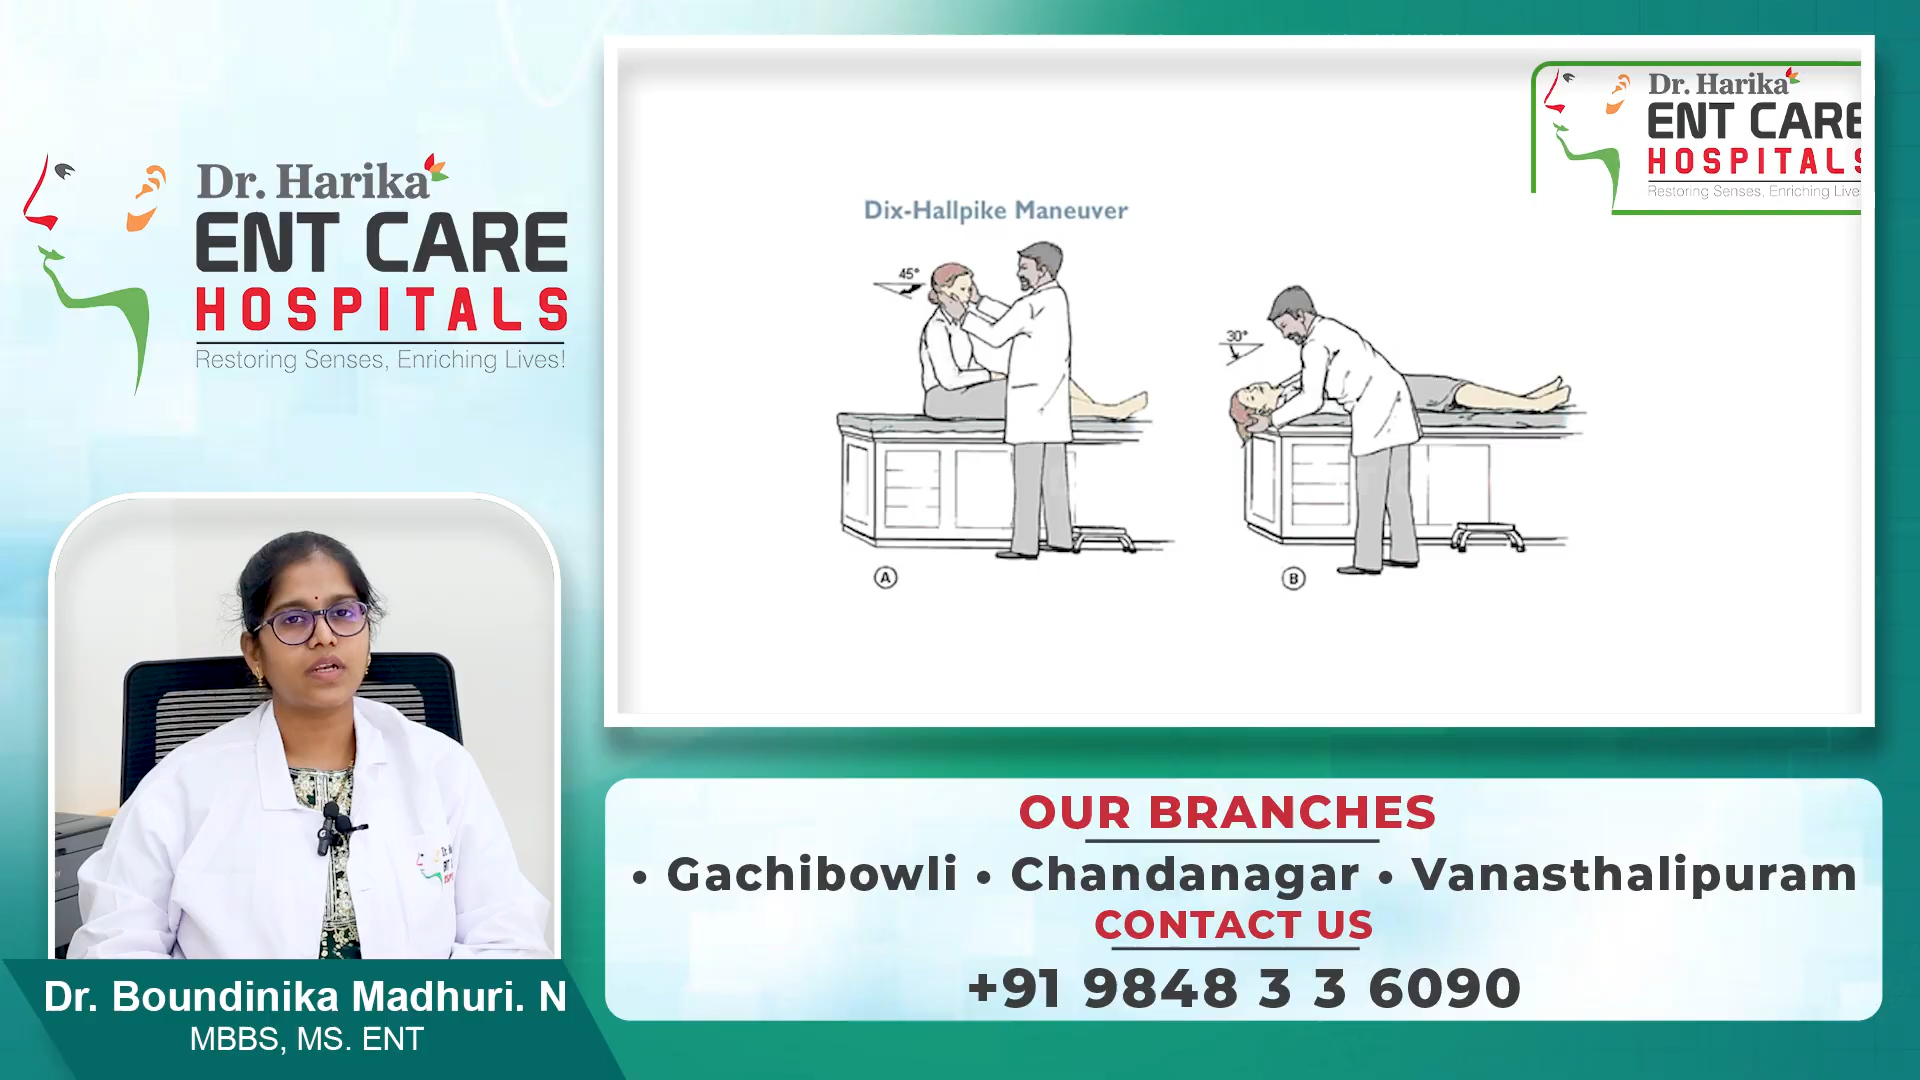 Dr. Harika
ENT CARE
HOSPITALS
Restoring Senses, Enriching Lives!
Dr. Harika
ENT CARE
HOSPITALS
Restoring Senses, Enriching Live
Dix-Hallpike Maneuver
45°
30°
A
B
OUR BRANCHES
• Gachibowli • Chandanagar • Vanasthalipuram
CONTACT US
+91 9848 3 3 6090
Dr. Boundinika Madhuri. N
MBBS, MS. ENT